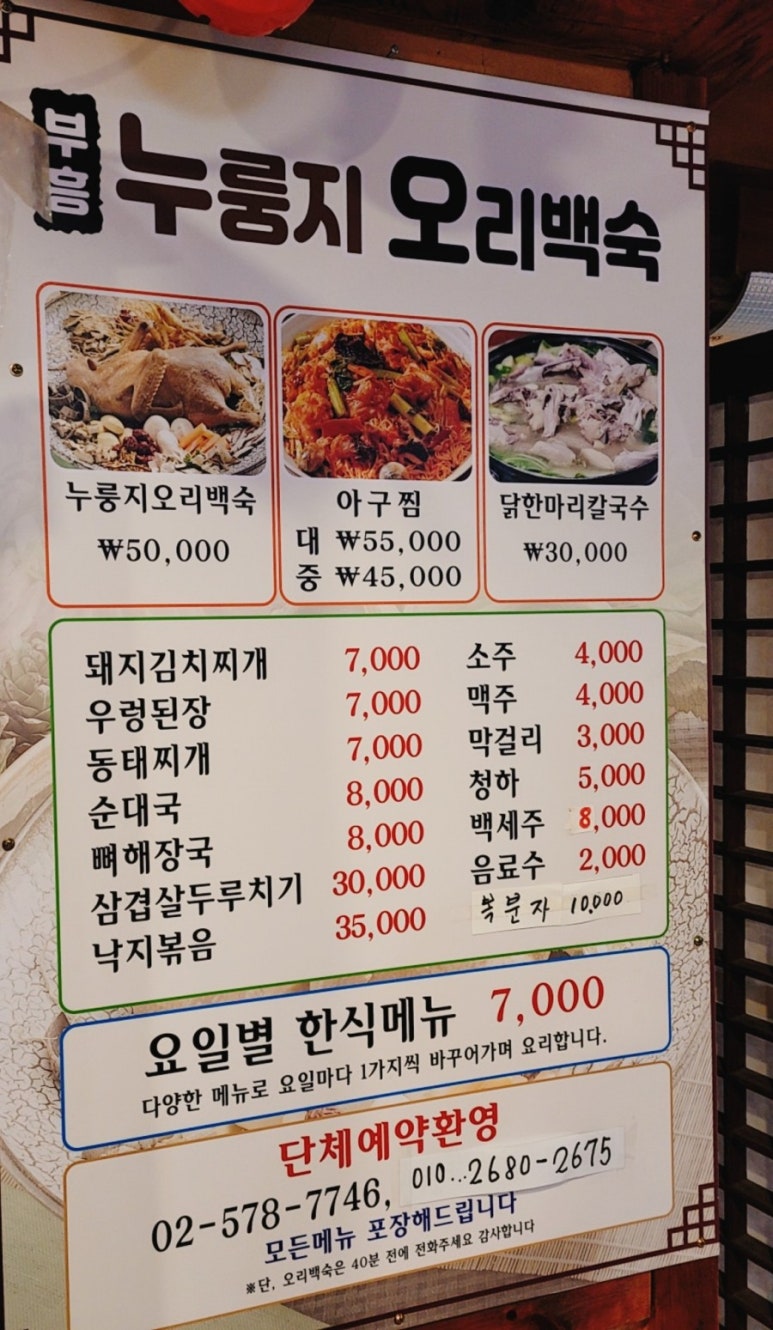 부흥
누룽지 오리백숙
누룽지오리백숙
₩50,000
아구찜
대 ₩55,000
중 ₩45,000
닭한마리칼국수
₩30,000
돼지김치찌개 7,000
우렁된장 7,000
동태찌개 7,000
순대국 8,000
뼈해장국 8,000
삼겹살두루치기 30,000
낙지볶음 35,000
소주 4,000
맥주 4,000
막걸리 3,000
청하 5,000
백세주 8,000
음료수 2,000
복분자 10,000
요일별 한식메뉴 7,000
다양한 메뉴로 요일마다 1가지씩 바꾸어가며 요리합니다.
단체예약환영
02-578-7746, 010...2680-2675
모든메뉴 포장해드립니다
※단, 오리백숙은 40분 전에 전화주세요 감사합니다